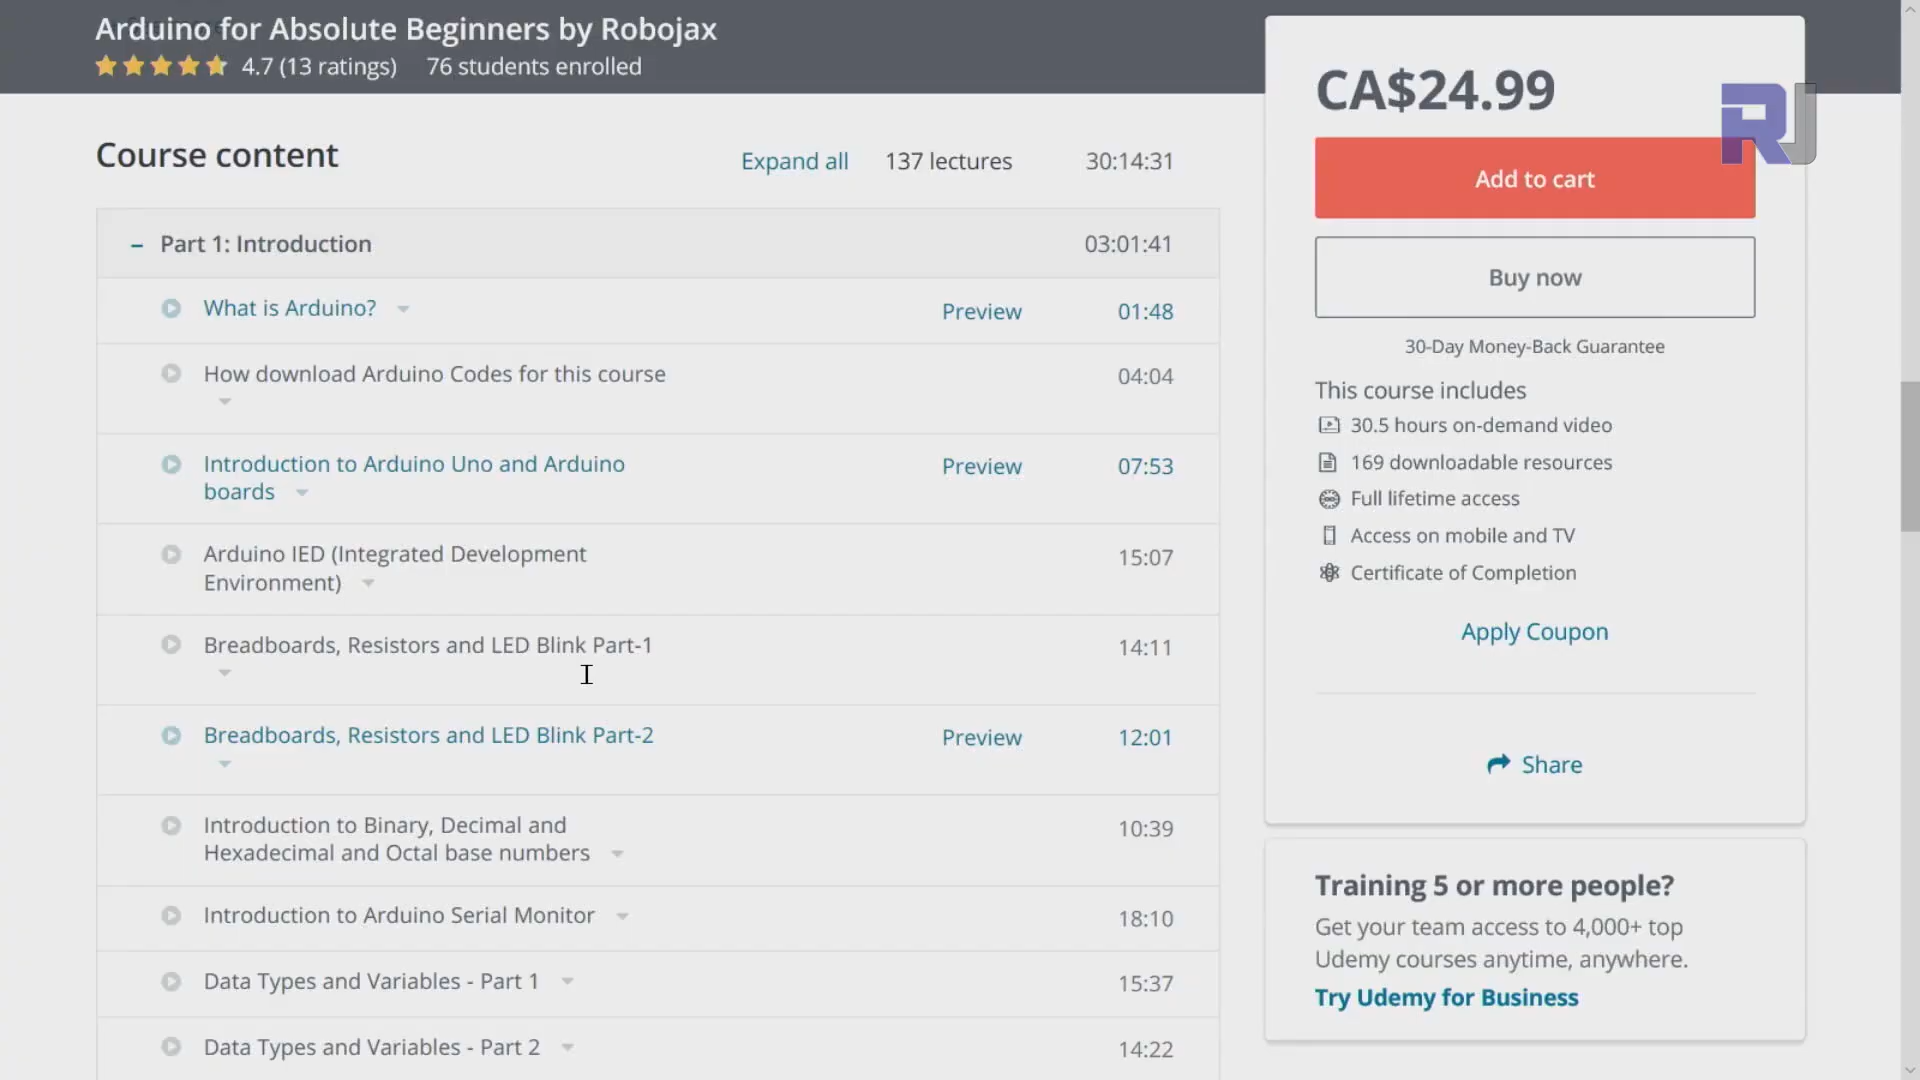 Arduino for Absolute Beginners by Robojax
4.7 (13 ratings) 76 students enrolled
Course content
Expand all 137 lectures 30:14:31
Part 1: Introduction 03:01:41
What is Arduino? Preview 01:48
How download Arduino Codes for this course 04:04
Introduction to Arduino Uno and Arduino
boards Preview 07:53
Arduino IED (Integrated Development
Environment) 15:07
Breadboards, Resistors and LED Blink Part-1 14:11
Breadboards, Resistors and LED Blink Part-2 Preview 12:01
Introduction to Binary, Decimal and
Hexadecimal and Octal base numbers 10:39
Introduction to Arduino Serial Monitor 18:10
Data Types and Variables - Part 1 15:37
Data Types and Variables - Part 2 14:22
CA$24.99
RJ
Add to cart
Buy now
30-Day Money-Back Guarantee
This course includes
30.5 hours on-demand video
169 downloadable resources
Full lifetime access
Access on mobile and TV
Certificate of Completion
Apply Coupon
Share
Training 5 or more people?
Get your team access to 4,000+ top
Udemy courses anytime, anywhere.
Try Udemy for Business